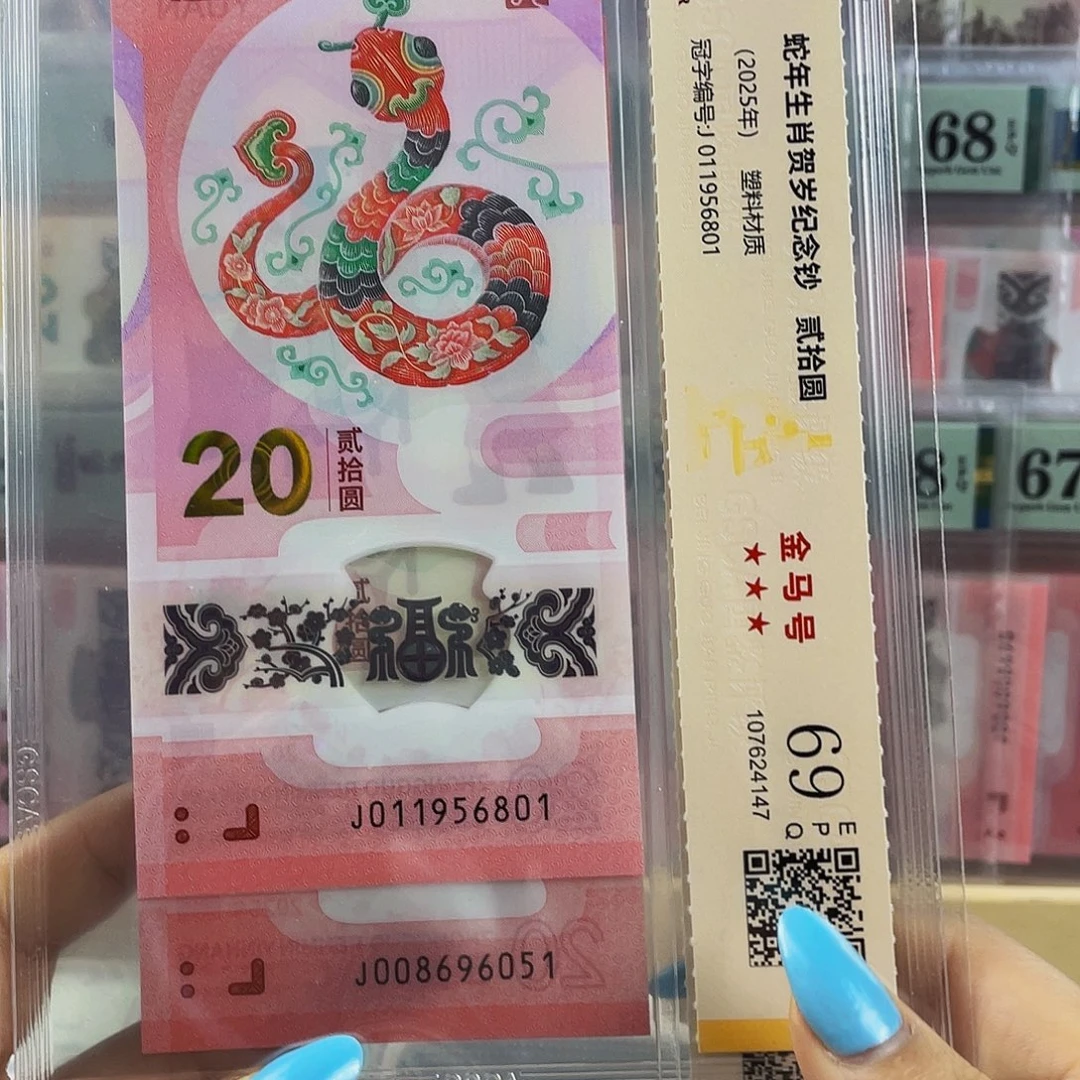 20
贰拾圆
福
J011956801
J008696051
蛇年生肖贺岁纪念钞 贰拾圆
(2025年) 塑料材质
冠字编号:J011956801
金马号
★★★
69
EPQ
107624147
68
67